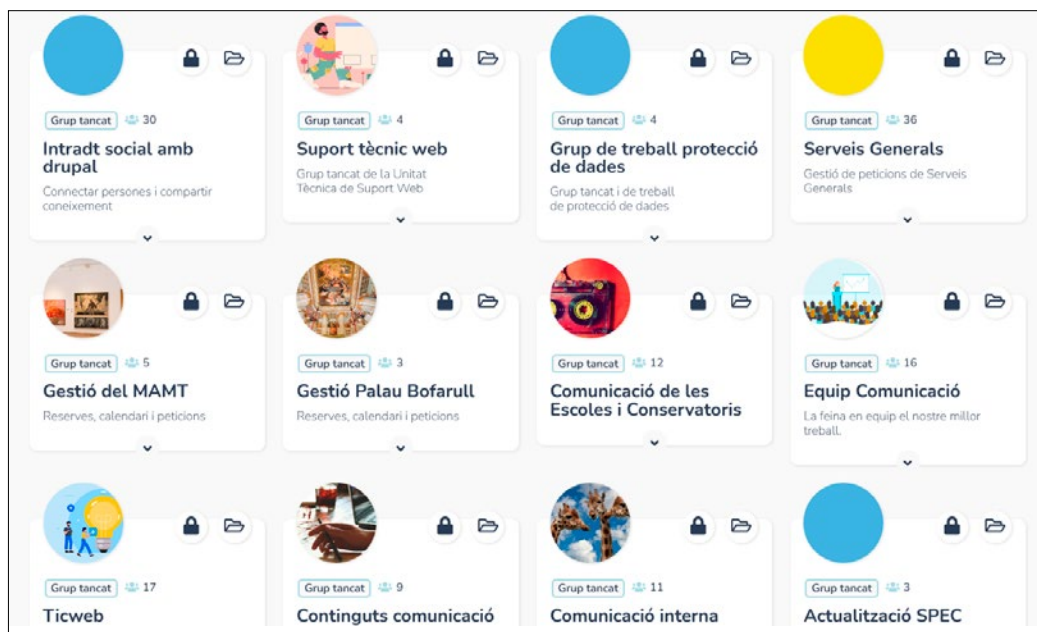 Grup tancat 30
Intradt social amb
drupal
Connectar persones i compartir
coneixement
Grup tancat 4
Suport tècnic web
Grup tancat de la Unitat
Tècnica de Suport Web
Grup tancat 4
Grup de treball protecció
de dades
Grup tancat i de treball
de protecció de dades
Grup tancat 36
Serveis Generals
Gestió de peticions de Serveis
Generals
Grup tancat 5
Gestió del MAMT
Reserves, calendari i peticions
Grup tancat 3
Gestió Palau Bofarull
Reserves, calendari i peticions
Grup tancat 12
Comunicació de les
Escoles i Conservatoris
Grup tancat 16
Equip Comunicació
La feina en equip el nostre millor
treball.
Grup tancat 17
Ticweb
Grup tancat 9
Continguts comunicació
Grup tancat 11
Comunicació interna
Grup tancat 3
Actualització SPEC